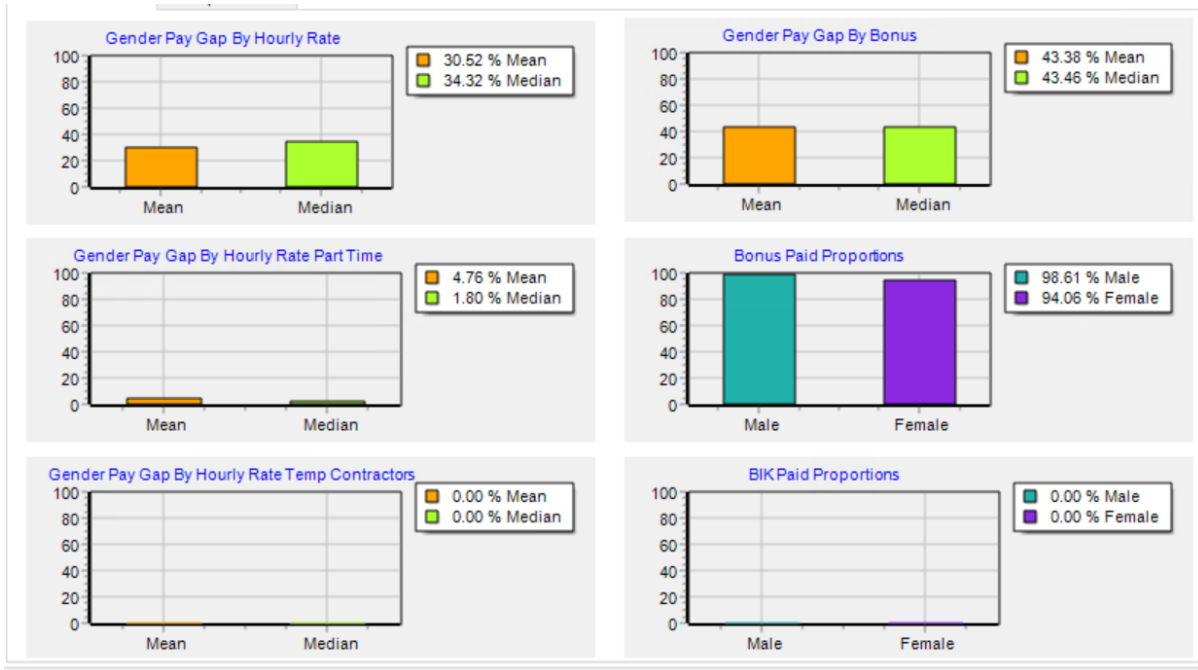 Gender Pay Gap By Hourly Rate
100
80
60
40
20
0
Mean
Median
30.52 % Mean
34.32 % Median
Gender Pay Gap By Bonus
100
80
60
40
20
0
Mean
Median
43.38 % Mean
43.46 % Median
Gender Pay Gap By Hourly Rate Part Time
100
80
60
40
20
0
Mean
Median
4.76 % Mean
1.80 % Median
Bonus Paid Proportions
100
80
60
40
20
0
Male
Female
98.61 % Male
94.06 % Female
Gender Pay Gap By Hourly Rate Temp Contractors
100
80
60
40
20
0
Mean
Median
0.00 % Mean
0.00 % Median
BIK Paid Proportions
100
80
60
40
20
0
Male
Female
0.00 % Male
0.00 % Female